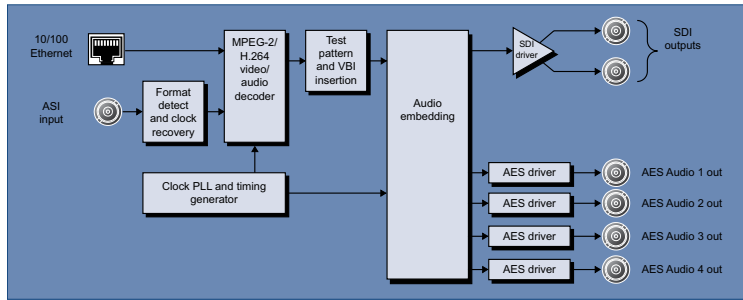 10/100
Ethernet
ASI
input
Format
detect
and clock
recovery
MPEG-2/
H.264
video/
audio
decoder
Test
pattern
and VBI
insertion
Clock PLL and timing
generator
Audio
embedding
SDI
driver
SDI
outputs
AES driver
AES Audio 1 out
AES driver
AES Audio 2 out
AES driver
AES Audio 3 out
AES driver
AES Audio 4 out